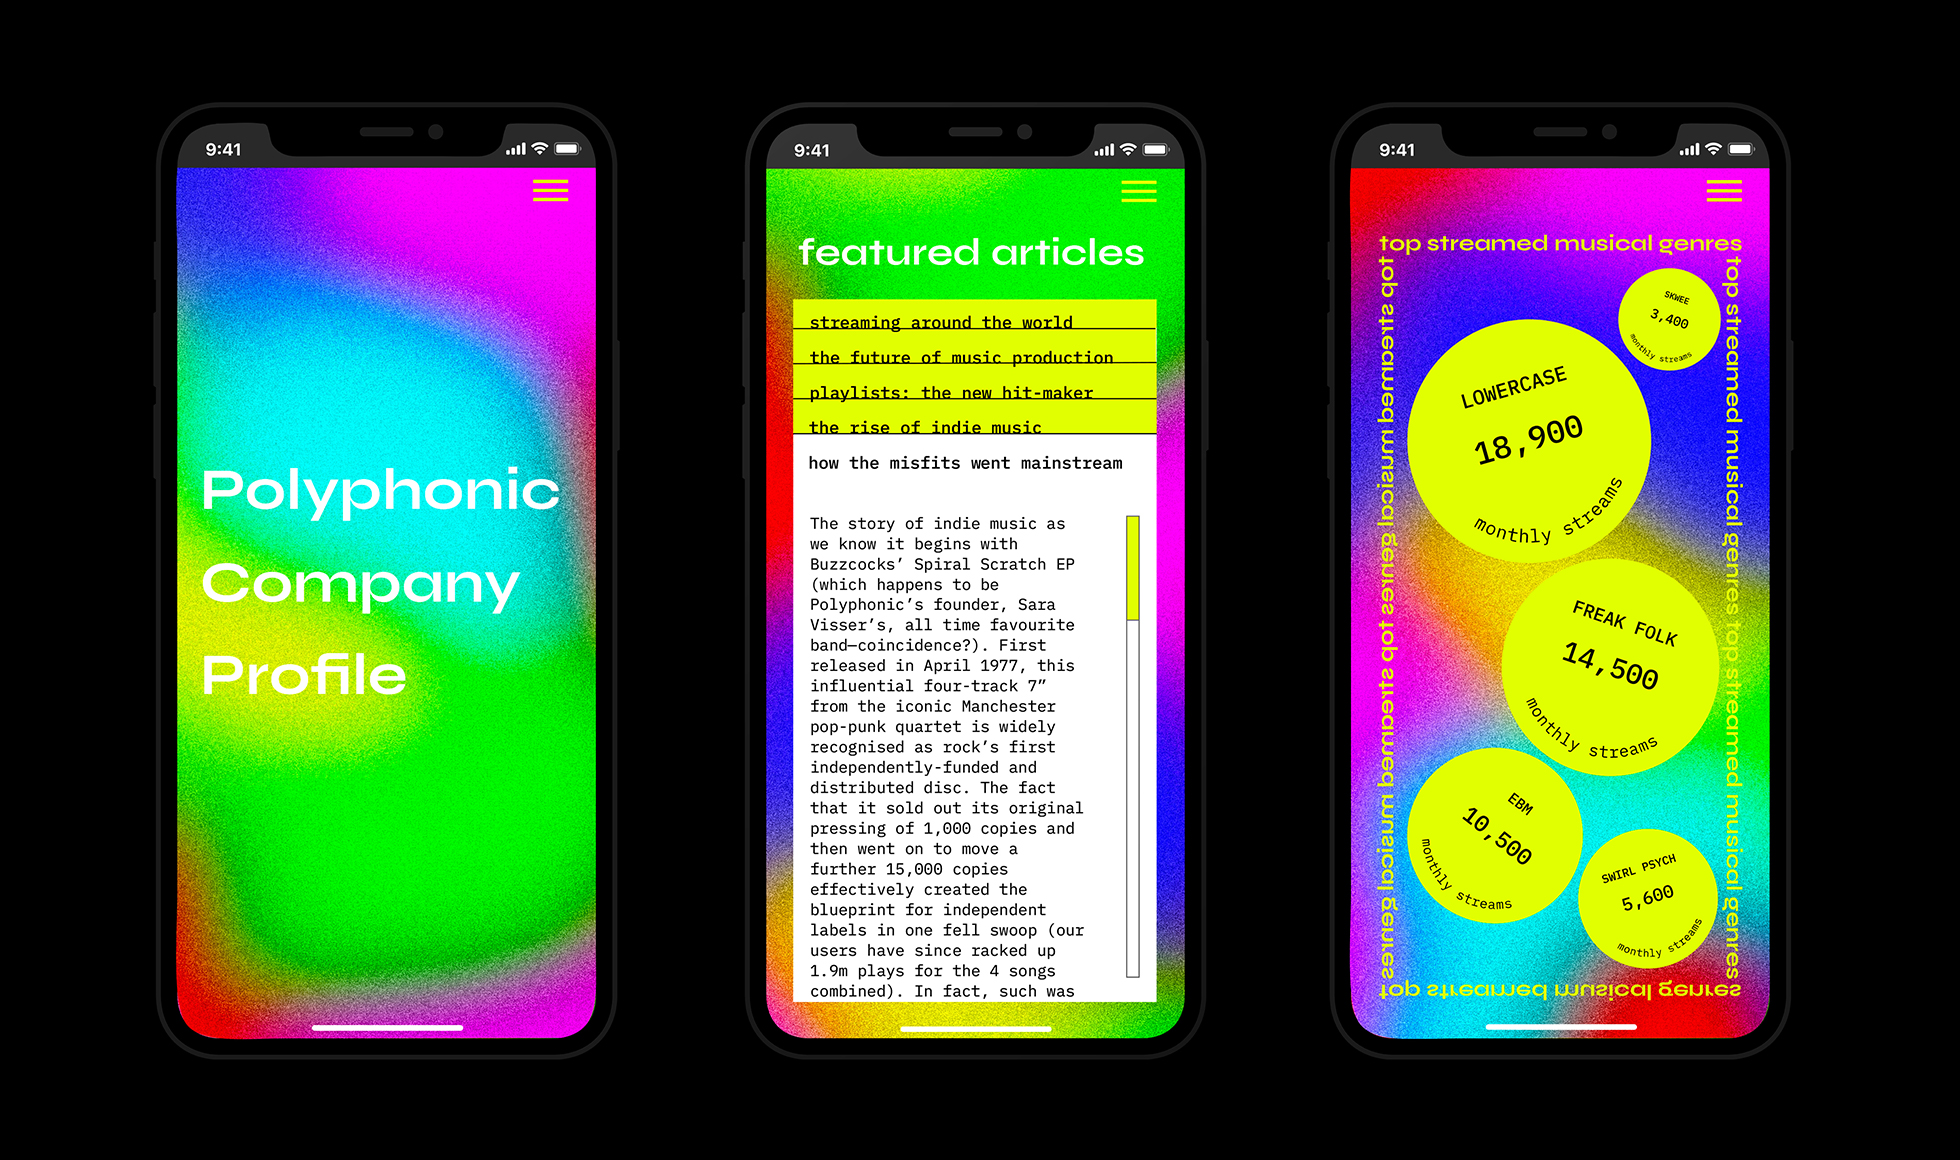 9:41
Polyphonic
Company
Profile
9:41
featured articles
streaming around the world
the future of music production
playlists: the new hit-maker
the rise of indie music
how the misfits went mainstream
The story of indie music as
we know it begins with
Buzzcocks’ Spiral Scratch EP
(which happens to be
Polyphonic’s founder, Sara
Visser’s, all time favourite
band—coincidence?). First
released in April 1977, this
influential four-track 7”
from the iconic Manchester
pop-punk quartet is widely
recognised as rock’s first
independently-funded and
distributed disc. The fact
that it sold out its original
pressing of 1,000 copies and
then went on to move a
further 15,000 copies
effectively created the
blueprint for independent
labels in one fell swoop (our
users have since racked up
1.9m plays for the 4 songs
combined). In fact, such was
9:41
top streamed musical genres
top streamed musical genres top streamed musical genres
top streamed musical genres top streamed musical genres
SKWEE
3,400
monthly streams
LOWERCASE
18,900
monthly streams
FREAK FOLK
14,500
monthly streams
EBM
10,500
monthly streams
SWIRL PSYCH
5,600
monthly streams
top streamed musical genres